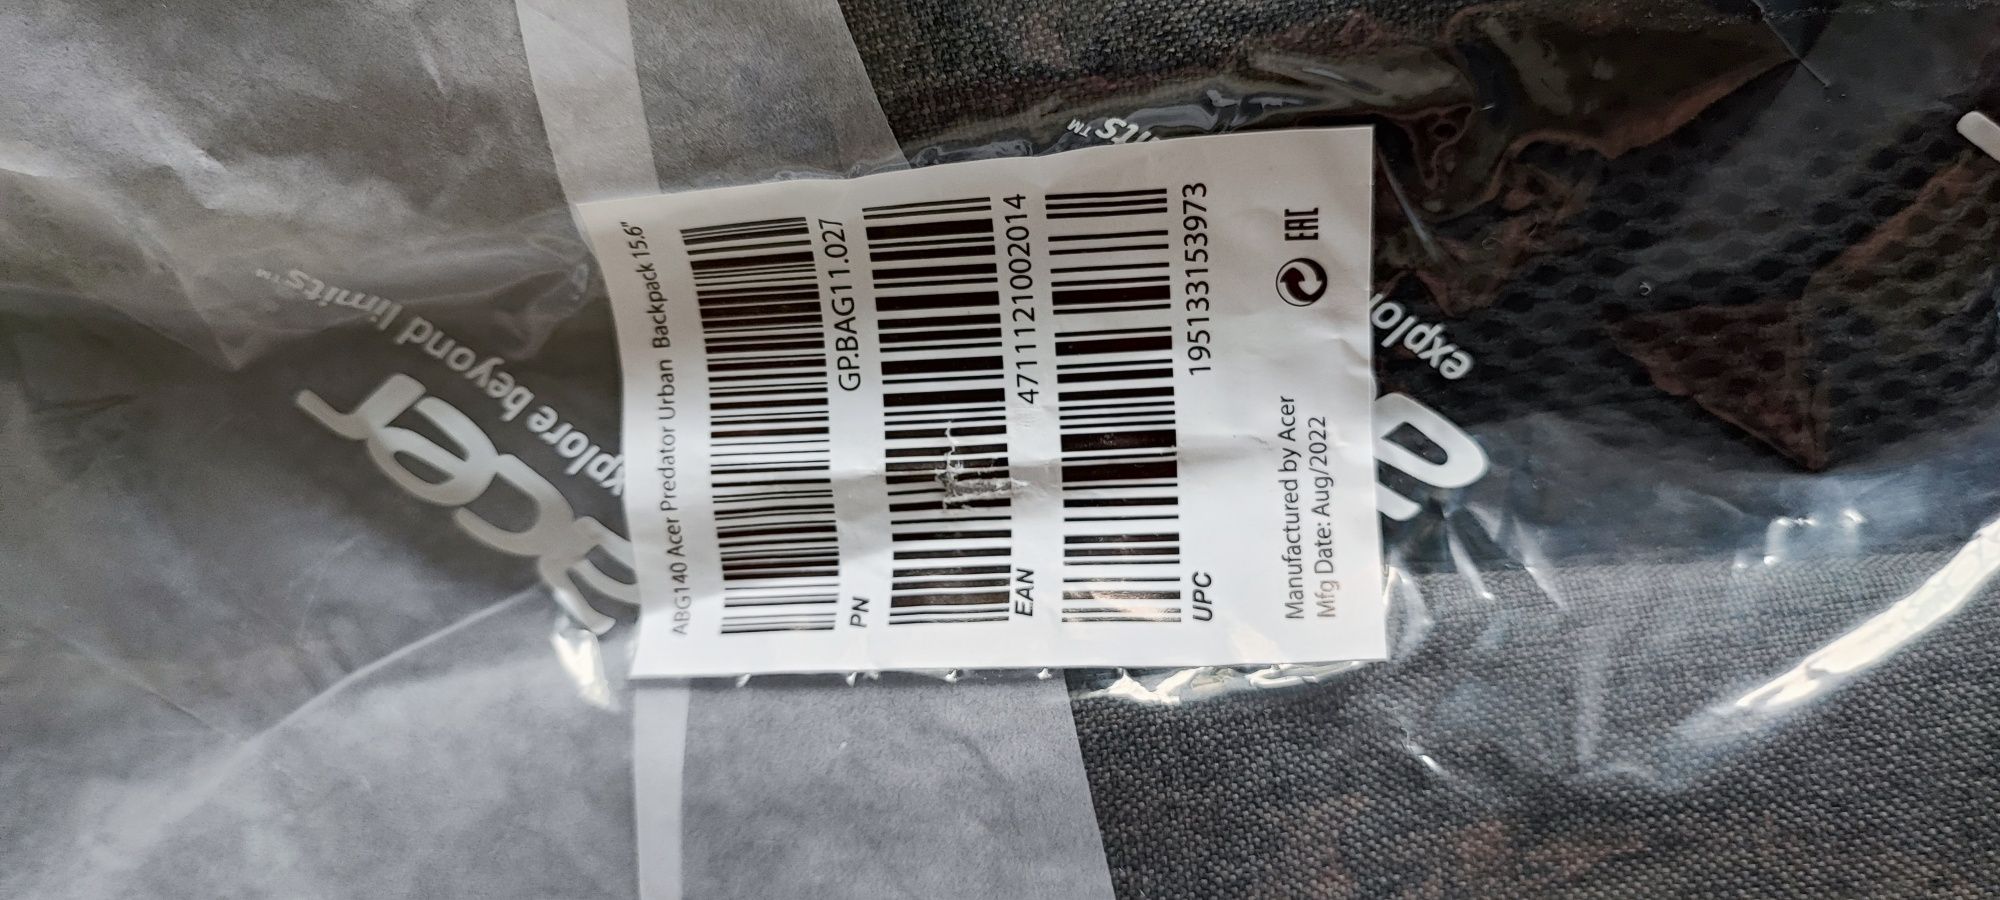 ABG140 Acer Predator Urban Backpack 15.6"
PN GP.BAG11.027
EAN 4711121002014
UPC 195133153973
Manufactured by Acer
Mfg Date: Aug/2022
EAC
acer
explore beyond limits™